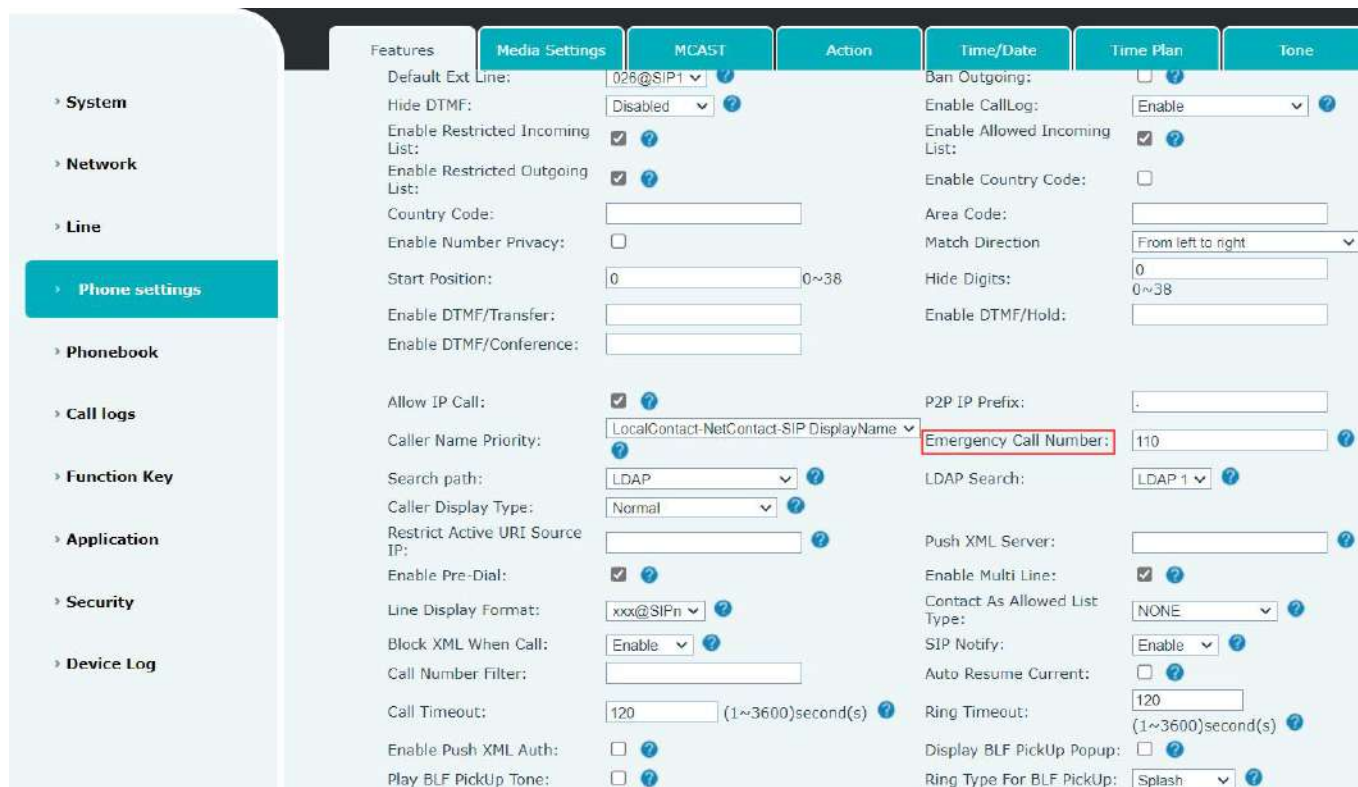 Features Media Settings MCAST Action Time/Date Time Plan Tone
System
Network
Line
Phone settings
Phonebook
Call logs
Function Key
Application
Security
Device Log
Default Ext Line: 026@SIP1 Ban Outgoing:
Hide DTMF: Disabled Enable CallLog: Enable
Enable Restricted Incoming
List:
Enable Allowed Incoming
List:
Enable Restricted Outgoing
List:
Enable Country Code:
Country Code: Area Code:
Enable Number Privacy: Match Direction From left to right
Start Position: 0 0~38 Hide Digits: 0
0~38
Enable DTMF/Transfer: Enable DTMF/Hold:
Enable DTMF/Conference:
Allow IP Call: P2P IP Prefix: .
Caller Name Priority: LocalContact-NetContact-SIP DisplayName Emergency Call Number: 110
Search path: LDAP LDAP Search: LDAP 1
Caller Display Type: Normal
Restrict Active URI Source
IP:
Push XML Server:
Enable Pre-Dial: Enable Multi Line:
Line Display Format: xxx@SIPn Contact As Allowed List
Type: NONE
Block XML When Call: Enable SIP Notify: Enable
Call Number Filter: Auto Resume Current:
Call Timeout: 120 (1~3600)second(s) Ring Timeout: 120
(1~3600)second(s)
Enable Push XML Auth: Display BLF PickUp Popup:
Play BLF PickUp Tone: Ring Type For BLF PickUp: Splash